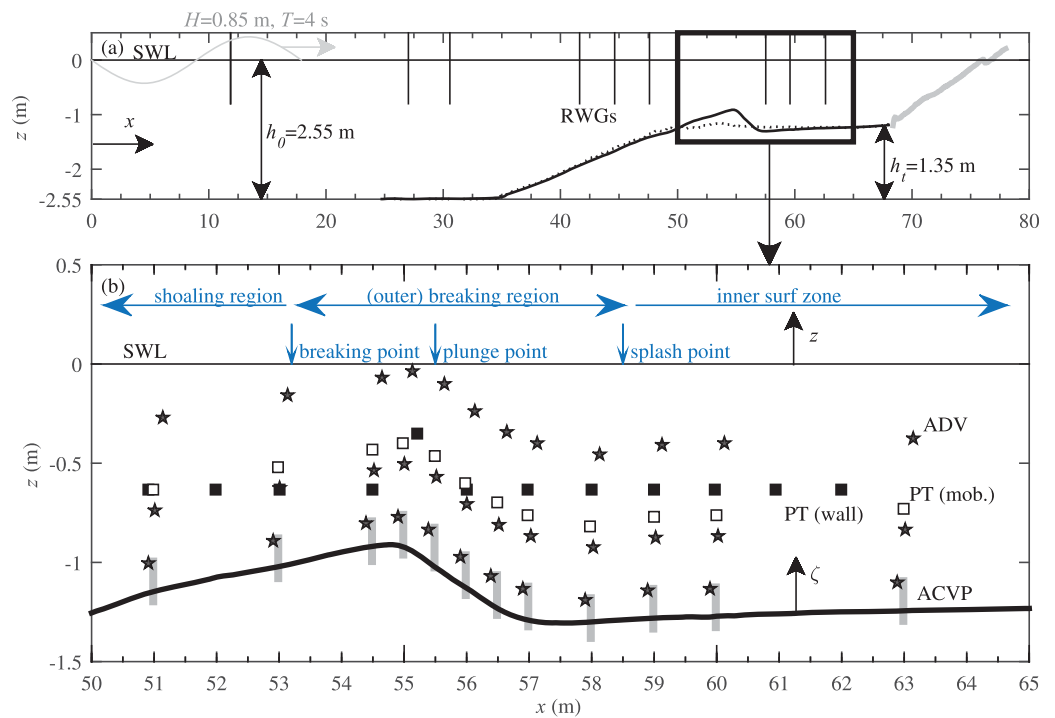 H=0.85 m, T=4 s
(a) SWL
0
-1
-2
-2.55
z (m)
x
h0=2.55 m
RWGs
ht=1.35 m
0 10 20 30 40 50 60 70 80
0.5
(b)
shoaling region
(outer) breaking region
inner surf zone
z
SWL
breaking point
plunge point
splash point
0
ADV
-0.5
z (m)
PT (mob.)
PT (wall)
-1
ζ
ACVP
-1.5
50 51 52 53 54 55 56 57 58 59 60 61 62 63 64 65
x (m)